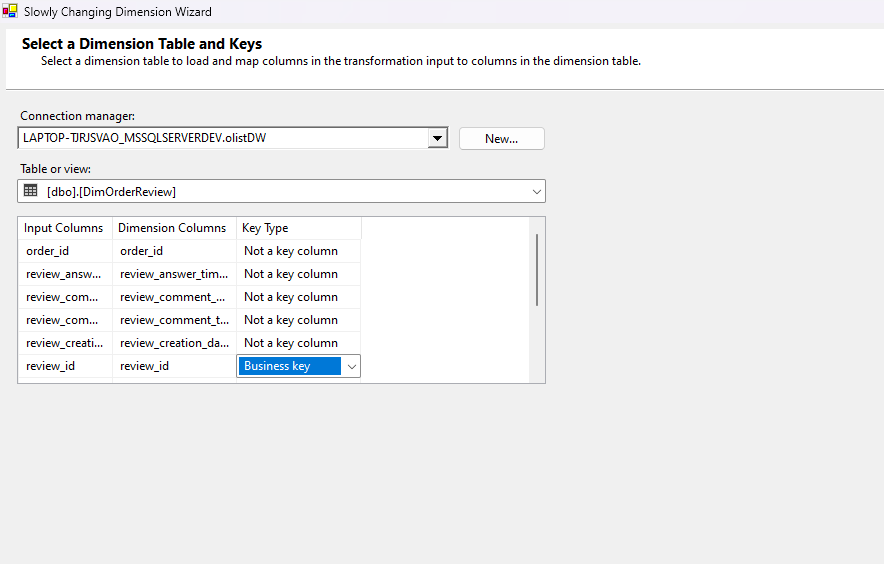 Slowly Changing Dimension Wizard
Select a Dimension Table and Keys
Select a dimension table to load and map columns in the transformation input to columns in the dimension table.
Connection manager:
LAPTOP-TJRJSVAO_MSSQLSERVERDEV.olistDW
New...
Table or view:
[dbo].[DimOrderReview]
Input Columns Dimension Columns Key Type
order_id order_id Not a key column
review_answ... review_answer_tim... Not a key column
review_com... review_comment_... Not a key column
review_com... review_comment_t... Not a key column
review_creati... review_creation_da... Not a key column
review_id review_id Business key